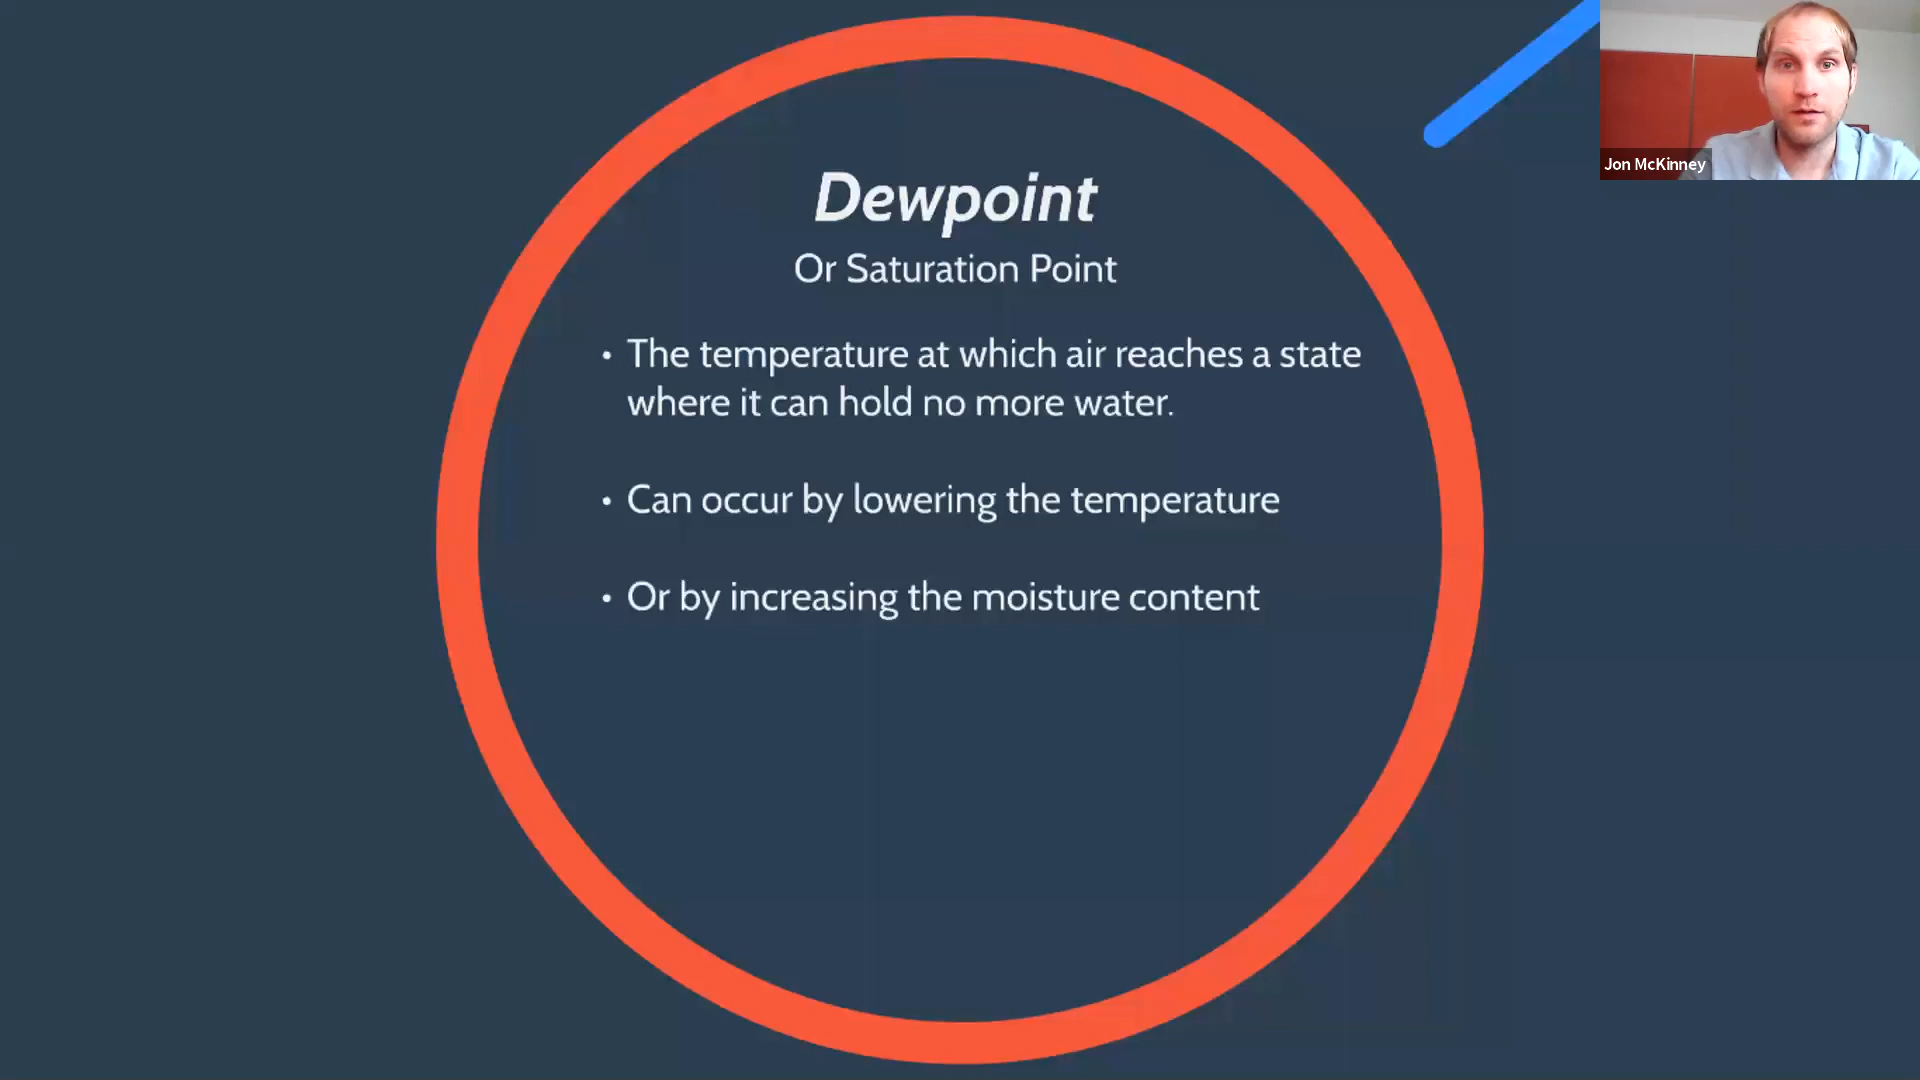 Dewpoint
Or Saturation Point
• The temperature at which air reaches a state
where it can hold no more water.
• Can occur by lowering the temperature
• Or by increasing the moisture content
Jon McKinney